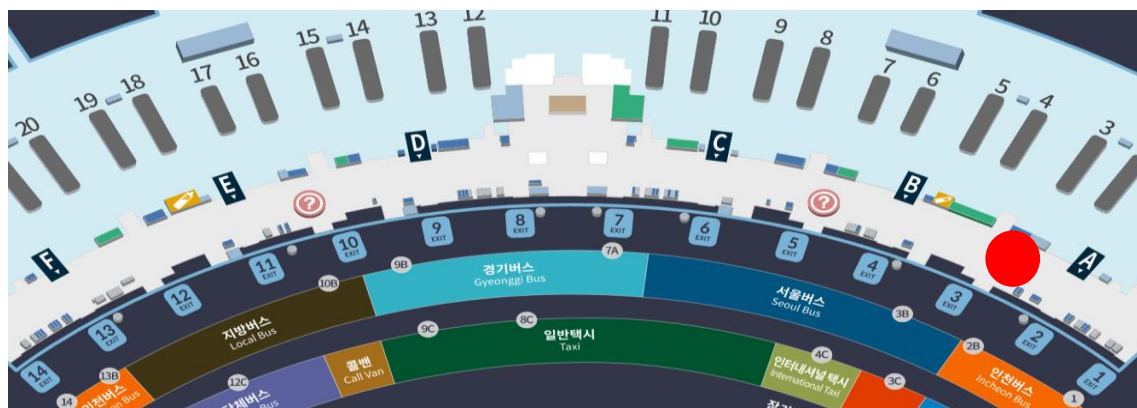 11
10
12
13
14
15
9
8
16
17
7
6
18
19
5
4
20
3
D
C
E
?
?
B
F
A
8
EXIT
7
EXIT
9
EXIT
6
EXIT
10
EXIT
5
EXIT
11
EXIT
4
EXIT
12
EXIT
3
EXIT
13
EXIT
2
EXIT
14
EXIT
1
EXIT
7A
9B
경기버스
Gyeonggi Bus
10B
서울버스
Seoul Bus
지방버스
Local Bus
3B
8C
9C
일반택시
Taxi
2B
4C
인천버스
Incheon Bus
콜밴
Call Van
인터내셔널 택시
International Taxi
13B
12C
3C
1
14